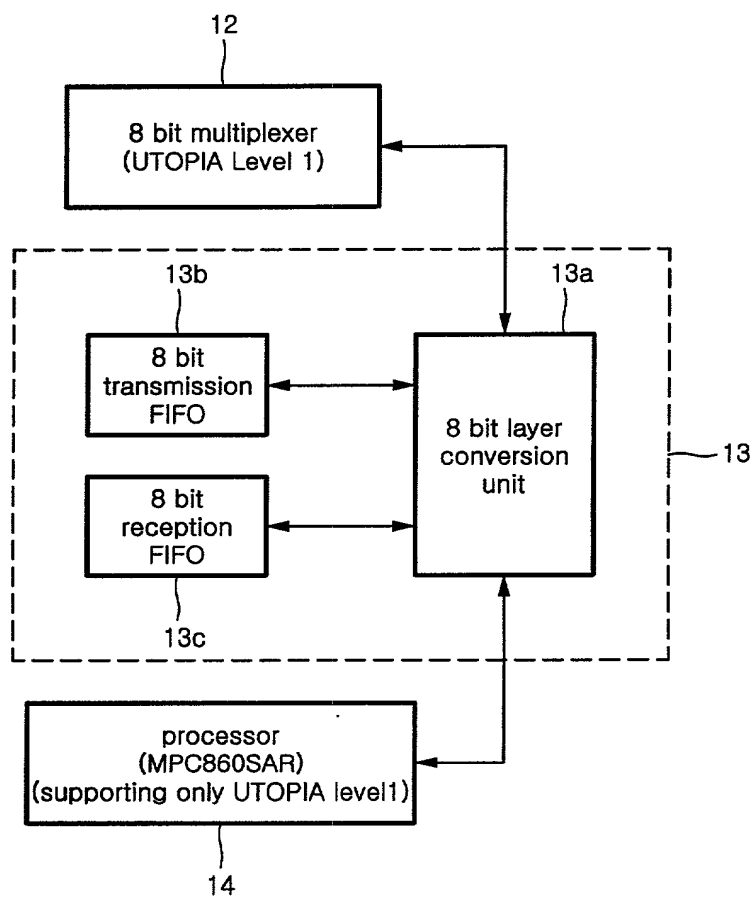 12
8 bit multiplexer
(UTOPIA Level 1)
13b
13a
8 bit
transmission
FIFO
8 bit layer
conversion
unit
13
8 bit
reception
FIFO
13c
processor
(MPC860SAR)
(supporting only UTOPIA level1)
14